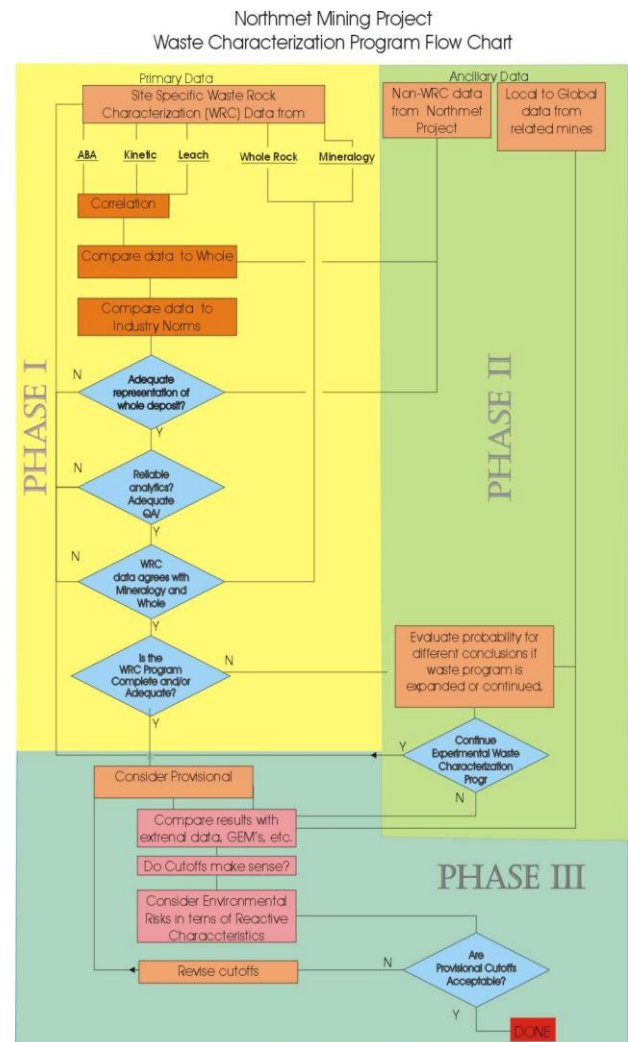 Northmet Mining Project
Waste Characterization Program Flow Chart
Primary Data
Ancillary Data
Site Specific Waste Rock
Characterization (WRC) Data from
Non-WRC data
from Northmet
Project
Local to Global
data from
related mines
ABA
Kinetic
Leach
Whole Rock
Mineralogy
Correlation
Compare data to Whole
Compare data to
Industry Norms
PHASE I
PHASE II
N
Adequate
representation of
whole deposit?
Y
N
Reliable
analytics?
Adequate
QA/
Y
N
WRC
data agrees with
Mineralogy and
Whole
Y
Is the
WRC Program
Complete and/or
Adequate?
N
Y
Evaluate probability for
different conclusions if
waste program is
expanded or continued.
Y
Continue
Experimental Waste
Characterization
Progr
N
Consider Provisional
Compare results with
extrenal data, GEM's, etc.
Do Cutoffs make sense?
PHASE III
Consider Environmental
Risks in terns of Reactive
Characcteristics
Revise cutoffs
N
Are
Provisional Cutoffs
Acceptable?
Y
DONE